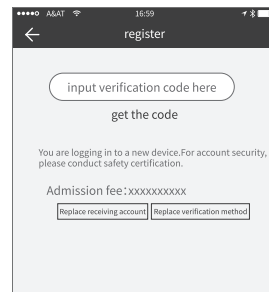 A&AT 16:59
register
input verification code here
get the code
You are logging in to a new device.For account security,
please conduct safety certification.
Admission fee：xxxxxxxxxx
Replace receiving account Replace verification method